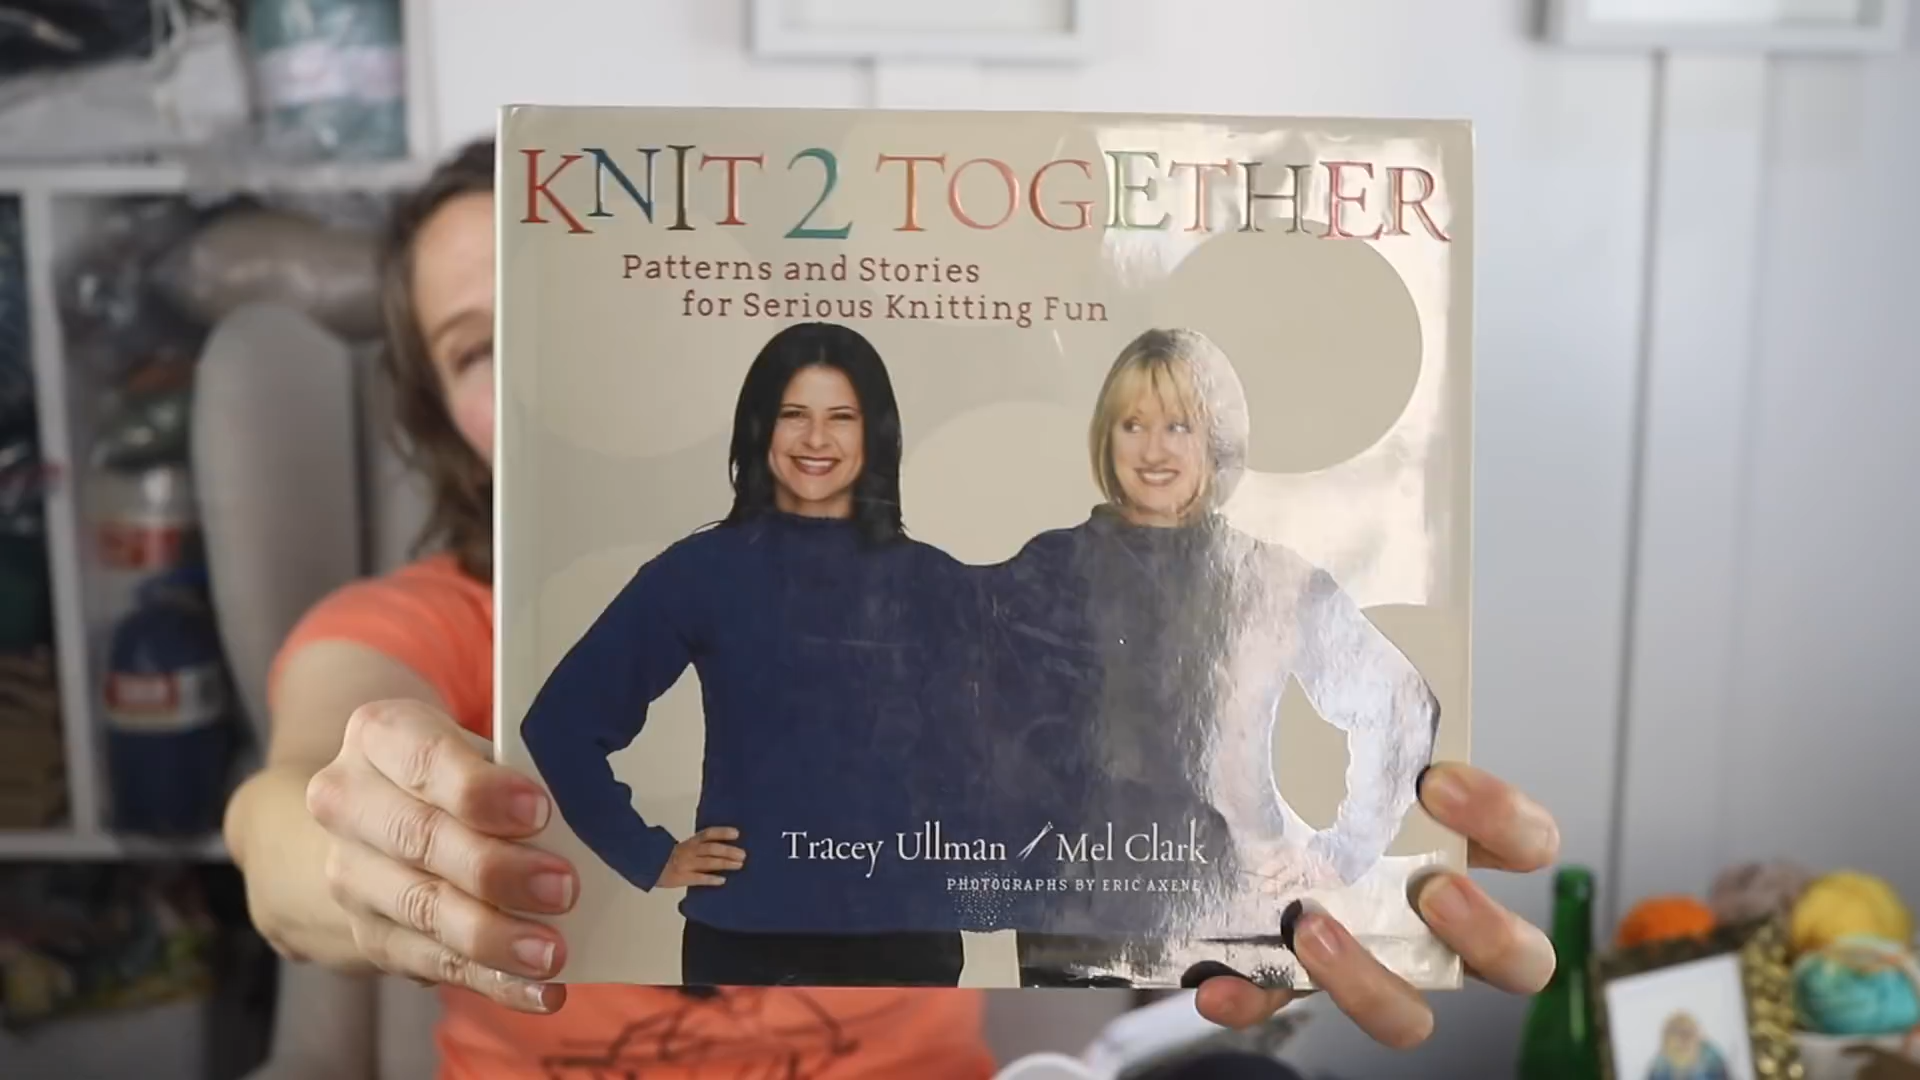 KNIT 2 TOGETHER
Patterns and Stories
for Serious Knitting Fun
Tracey Ullman / Mel Clark
PHOTOGRAPHS BY ERIC AXENE